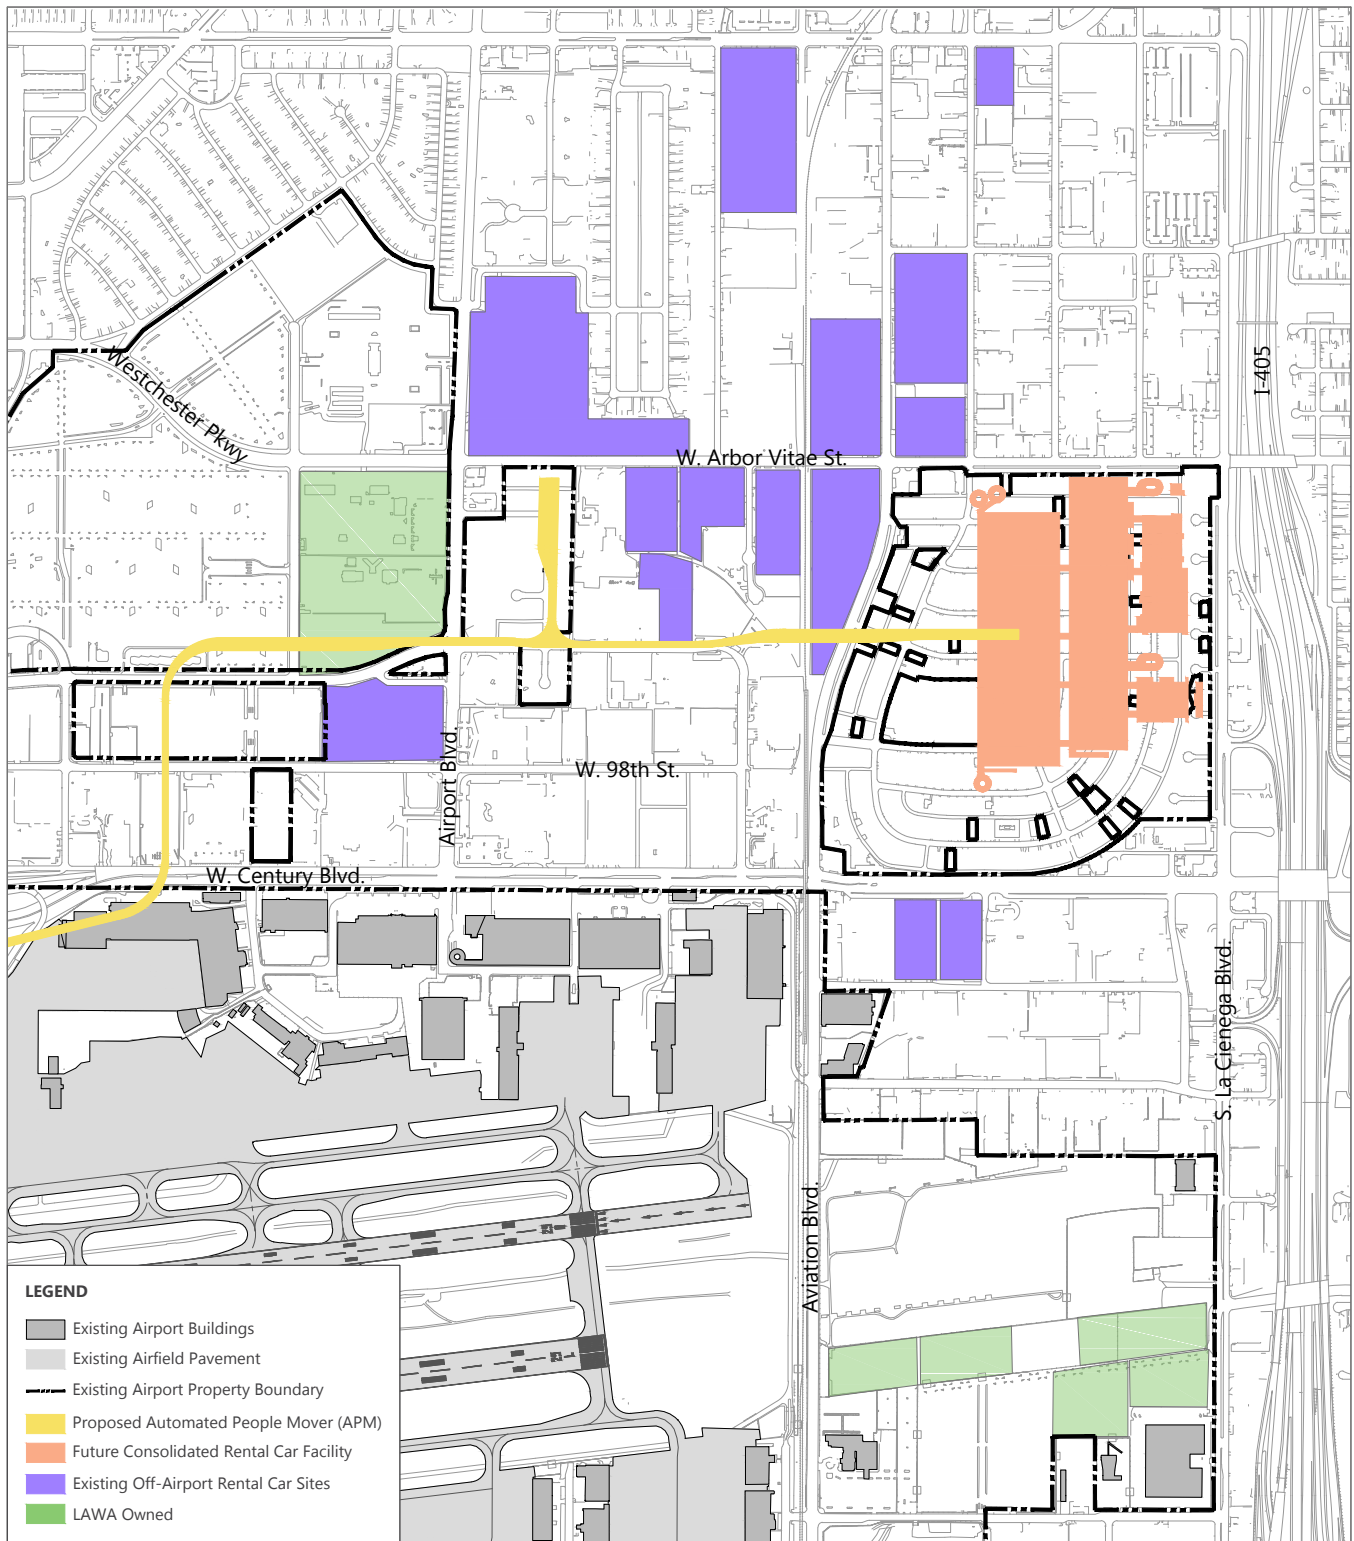 I-405
Westchester Pkwy
W. Arbor Vitae St.
Airport Blvd.
W. 98th St.
W. Century Blvd.
S. La Cienega Blvd.
Aviation Blvd.
LEGEND
Existing Airport Buildings
Existing Airfield Pavement
Existing Airport Property Boundary
Proposed Automated People Mover (APM)
Future Consolidated Rental Car Facility
Existing Off-Airport Rental Car Sites
LAWA Owned